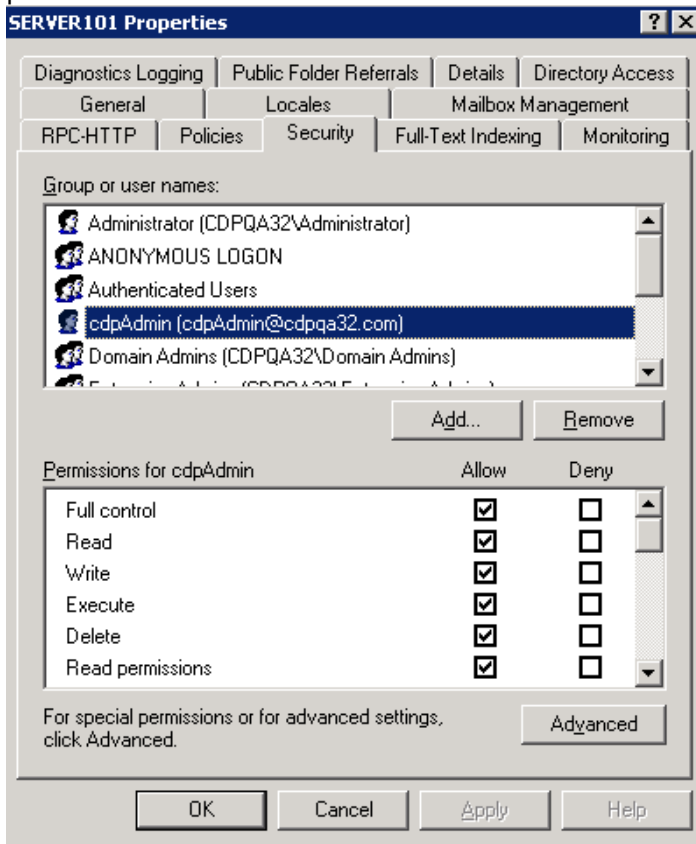 SERVER101 Properties
Diagnostics Logging Public Folder Referrals Details Directory Access
General Locales Mailbox Management
RPC-HTTP Policies Security Full-Text Indexing Monitoring
Group or user names:
Administrator (CDPQA32\Administrator)
ANONYMOUS LOGON
Authenticated Users
cdpAdmin (cdpAdmin@cdpqa32.com)
Domain Admins (CDPQA32\Domain Admins)
Add... Remove
Permissions for cdpAdmin Allow Deny
Full control
Read
Write
Execute
Delete
Read permissions
For special permissions or for advanced settings,
click Advanced.
Advanced
OK Cancel Apply Help